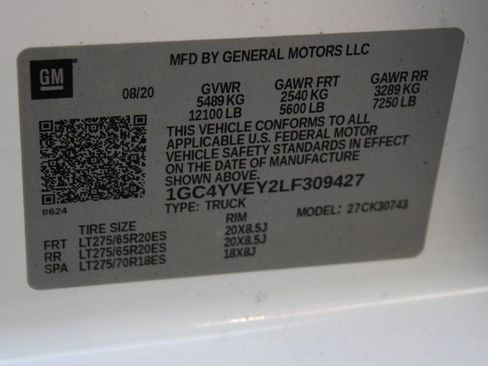 MFD BY GENERAL MOTORS LLC
GM
08/20 GVWR GAWR FRT GAWR RR
5489 KG 2540 KG 3289 KG
12100 LB 5600 LB 7250 LB
THIS VEHICLE CONFORMS TO ALL
APPLICABLE U.S. FEDERAL MOTOR
VEHICLE SAFETY STANDARDS IN EFFECT
ON THE DATE OF MANUFACTURE
SHOWN ABOVE.
1GC4YVEY2LF309427
8624
TYPE: TRUCK MODEL: 27CK30743
TIRE SIZE RIM
FRT LT275/65R20ES 20X8.5J
RR LT275/65R20ES 20X8.5J
SPA LT275/70R18ES 18X8J